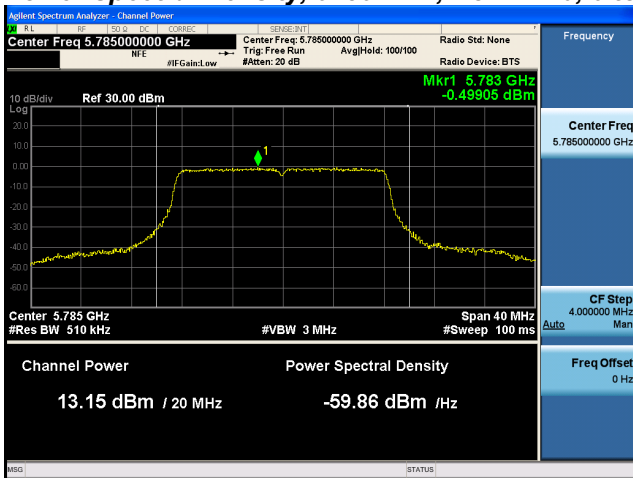 Agilent Spectrum Analyzer - Channel Power
RL RF 50 Ω DC CORREC SENSE:INT
Center Freq 5.785000000 GHz
NFE
#IFGain:Low
Center Freq: 5.785000000 GHz
Trig: Free Run Avg|Hold: 100/100
#Atten: 20 dB
Radio Std: None
Radio Device: BTS
Mkr1 5.783 GHz
-0.49905 dBm
10 dB/div Ref 30.00 dBm
Log
20.0
10.0
0.00
-10.0
-20.0
-30.0
-40.0
-50.0
-60.0
1
Center 5.785 GHz Span 40 MHz
#Res BW 510 kHz #VBW 3 MHz #Sweep 100 ms
Channel Power Power Spectral Density
13.15 dBm / 20 MHz -59.86 dBm /Hz
MSG STATUS
Frequency
Center Freq
5.785000000 GHz
CF Step
4.000000 MHz
Auto Man
Freq Offset
0 Hz